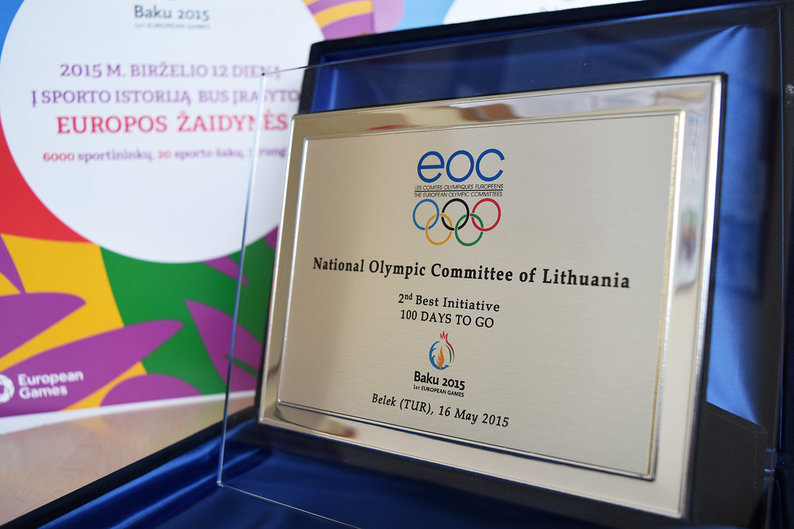 Baku 2015
1ST EUROPEAN GAMES
2015 M. BIRŽELIO 12 DIENĄ
Į SPORTO ISTORIJĄ BUS ĮRAŠYTOS
EUROPOS ŽAIDYNĖS
6000 sportininkų, 20 sporto šakų,
European
Games
eoc
LES COMITÉS OLYMPIQUES EUROPÉENS
THE EUROPEAN OLYMPIC COMMITTEES
National Olympic Committee of Lithuania
2nd Best Initiative
100 DAYS TO GO
Baku 2015
1ST EUROPEAN GAMES
Belek (TUR), 16 May 2015